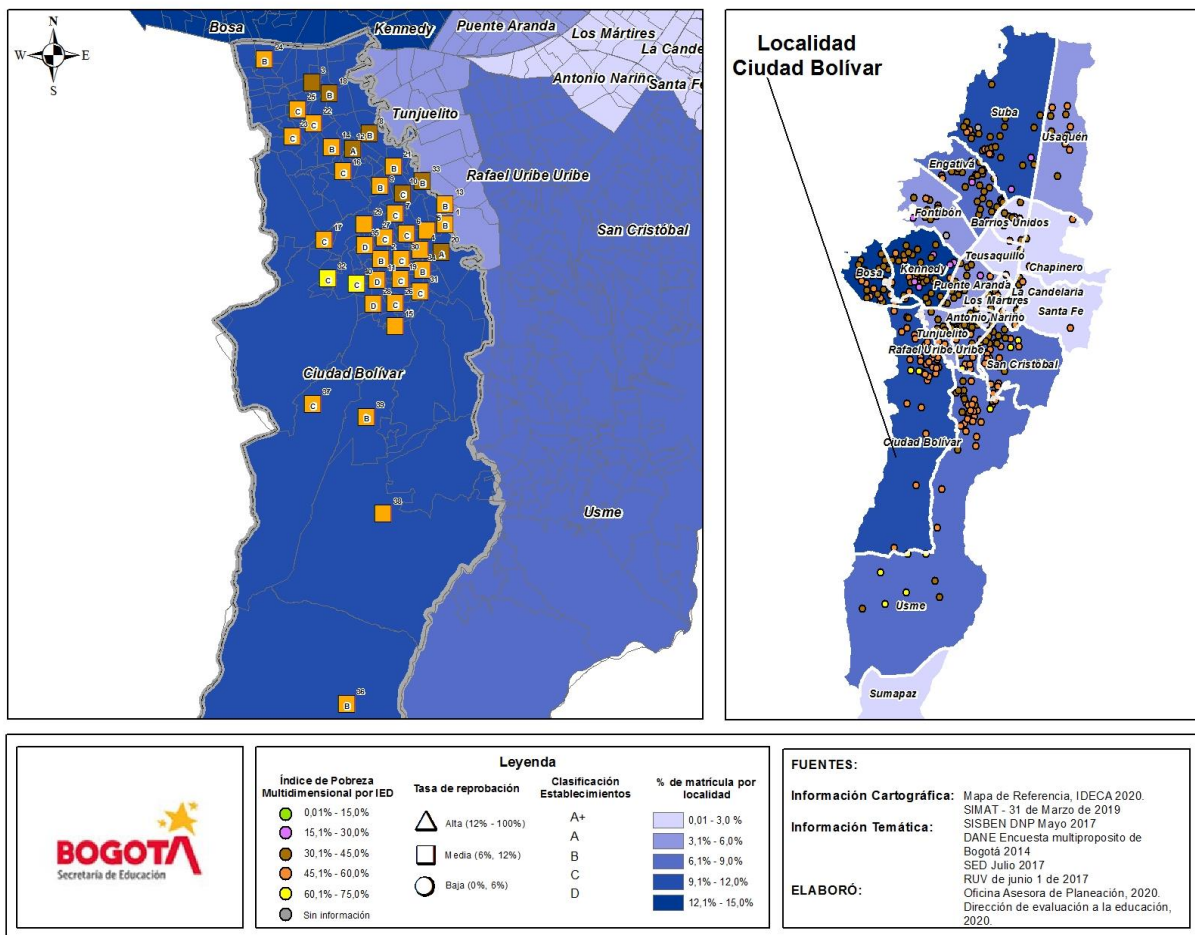 N
W
E
S
Bosa
Kennedy
Puente Aranda
Los Mártires
La Candela
Antonio Nariño
Santa Fe
Tunjuelito
Rafael Uribe Uribe
San Cristóbal
Ciudad Bolívar
Usme
Localidad
Ciudad Bolívar
Suba
Usaquén
Engativá
Fontibón
Barrios Unidos
Teusaquillo
Chapinero
Bosa
Kennedy
Puente Aranda
La Candelaria
Los Mártires
Santa Fe
Antonio Nariño
Tunjuelito
Rafael Uribe Uribe
San Cristóbal
Ciudad Bolívar
Usme
Sumapaz
BOGOTÁ
Secretaría de Educación
Leyenda
Índice de Pobreza
Multidimensional por IED
0,01% - 15,0%
15,1% - 30,0%
30,1% - 45,0%
45,1% - 60,0%
60,1% - 75,0%
Sin información
Tasa de reprobación
Alta (12% - 100%)
Media (6%, 12%)
Baja (0%, 6%)
Clasificación
Establecimientos
A+
A
B
C
D
% de matrícula por
localidad
0,01 - 3,0 %
3,1% - 6,0%
6,1% - 9,0%
9,1% - 12,0%
12,1% - 15,0%
FUENTES:
Información Cartográfica: Mapa de Referencia, IDECA 2020.
SIMAT - 31 de Marzo de 2019
Información Temática: SISBEN DNP Mayo 2017
DANE Encuesta multiproposito de
Bogotá 2014
SED Julio 2017
RUV de junio 1 de 2017
ELABORÓ: Oficina Asesora de Planeación, 2020.
Dirección de evaluación a la educación,
2020.